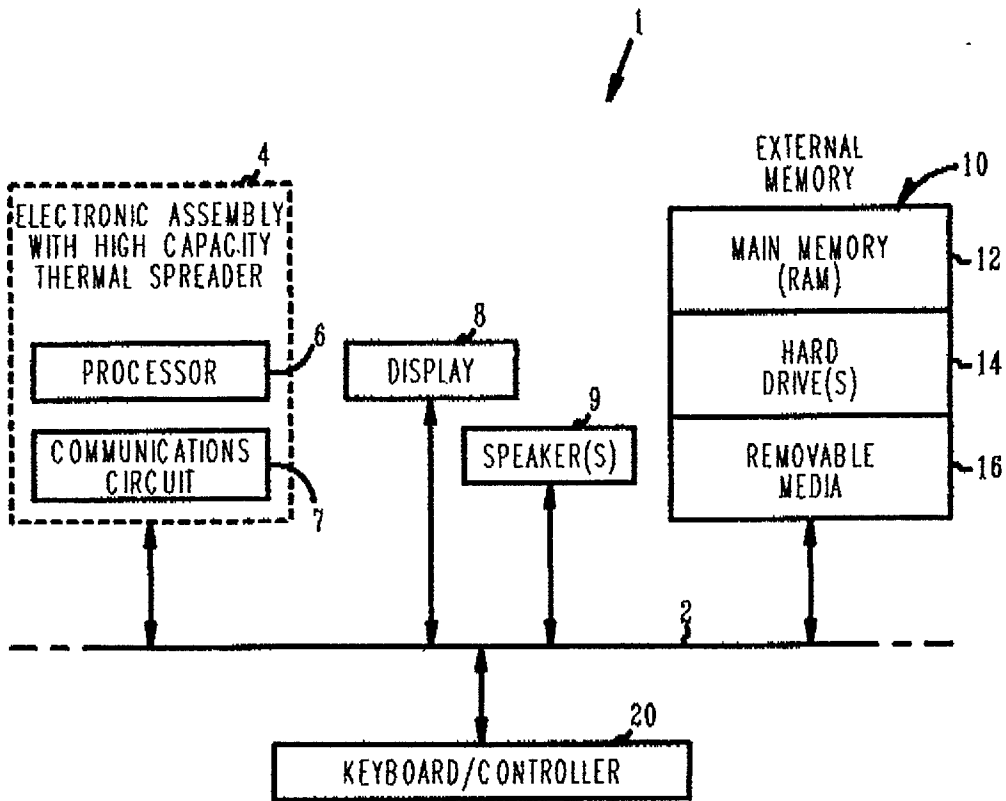 1
EXTERNAL
MEMORY
10
4
ELECTRONIC ASSEMBLY
WITH HIGH CAPACITY
THERMAL SPREADER
MAIN MEMORY
(RAM)
12
6
PROCESSOR
8
DISPLAY
HARD
DRIVE(S)
14
9
SPEAKER(S)
COMMUNICATIONS
CIRCUIT
7
REMOVABLE
MEDIA
16
2
20
KEYBOARD/CONTROLLER